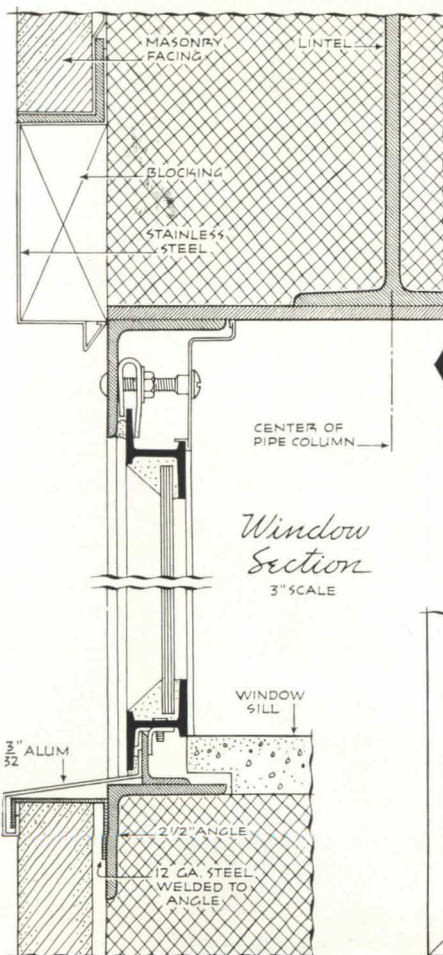 MASONRY
FACING
LINTEL
BLOCKING
STAINLESS
STEEL
CENTER OF
PIPE COLUMN
Window
Section
3" SCALE
WINDOW
SILL
3"
32 ALUM
2 1/2" ANGLE
12 GA. STEEL
WELDED TO
ANGLE